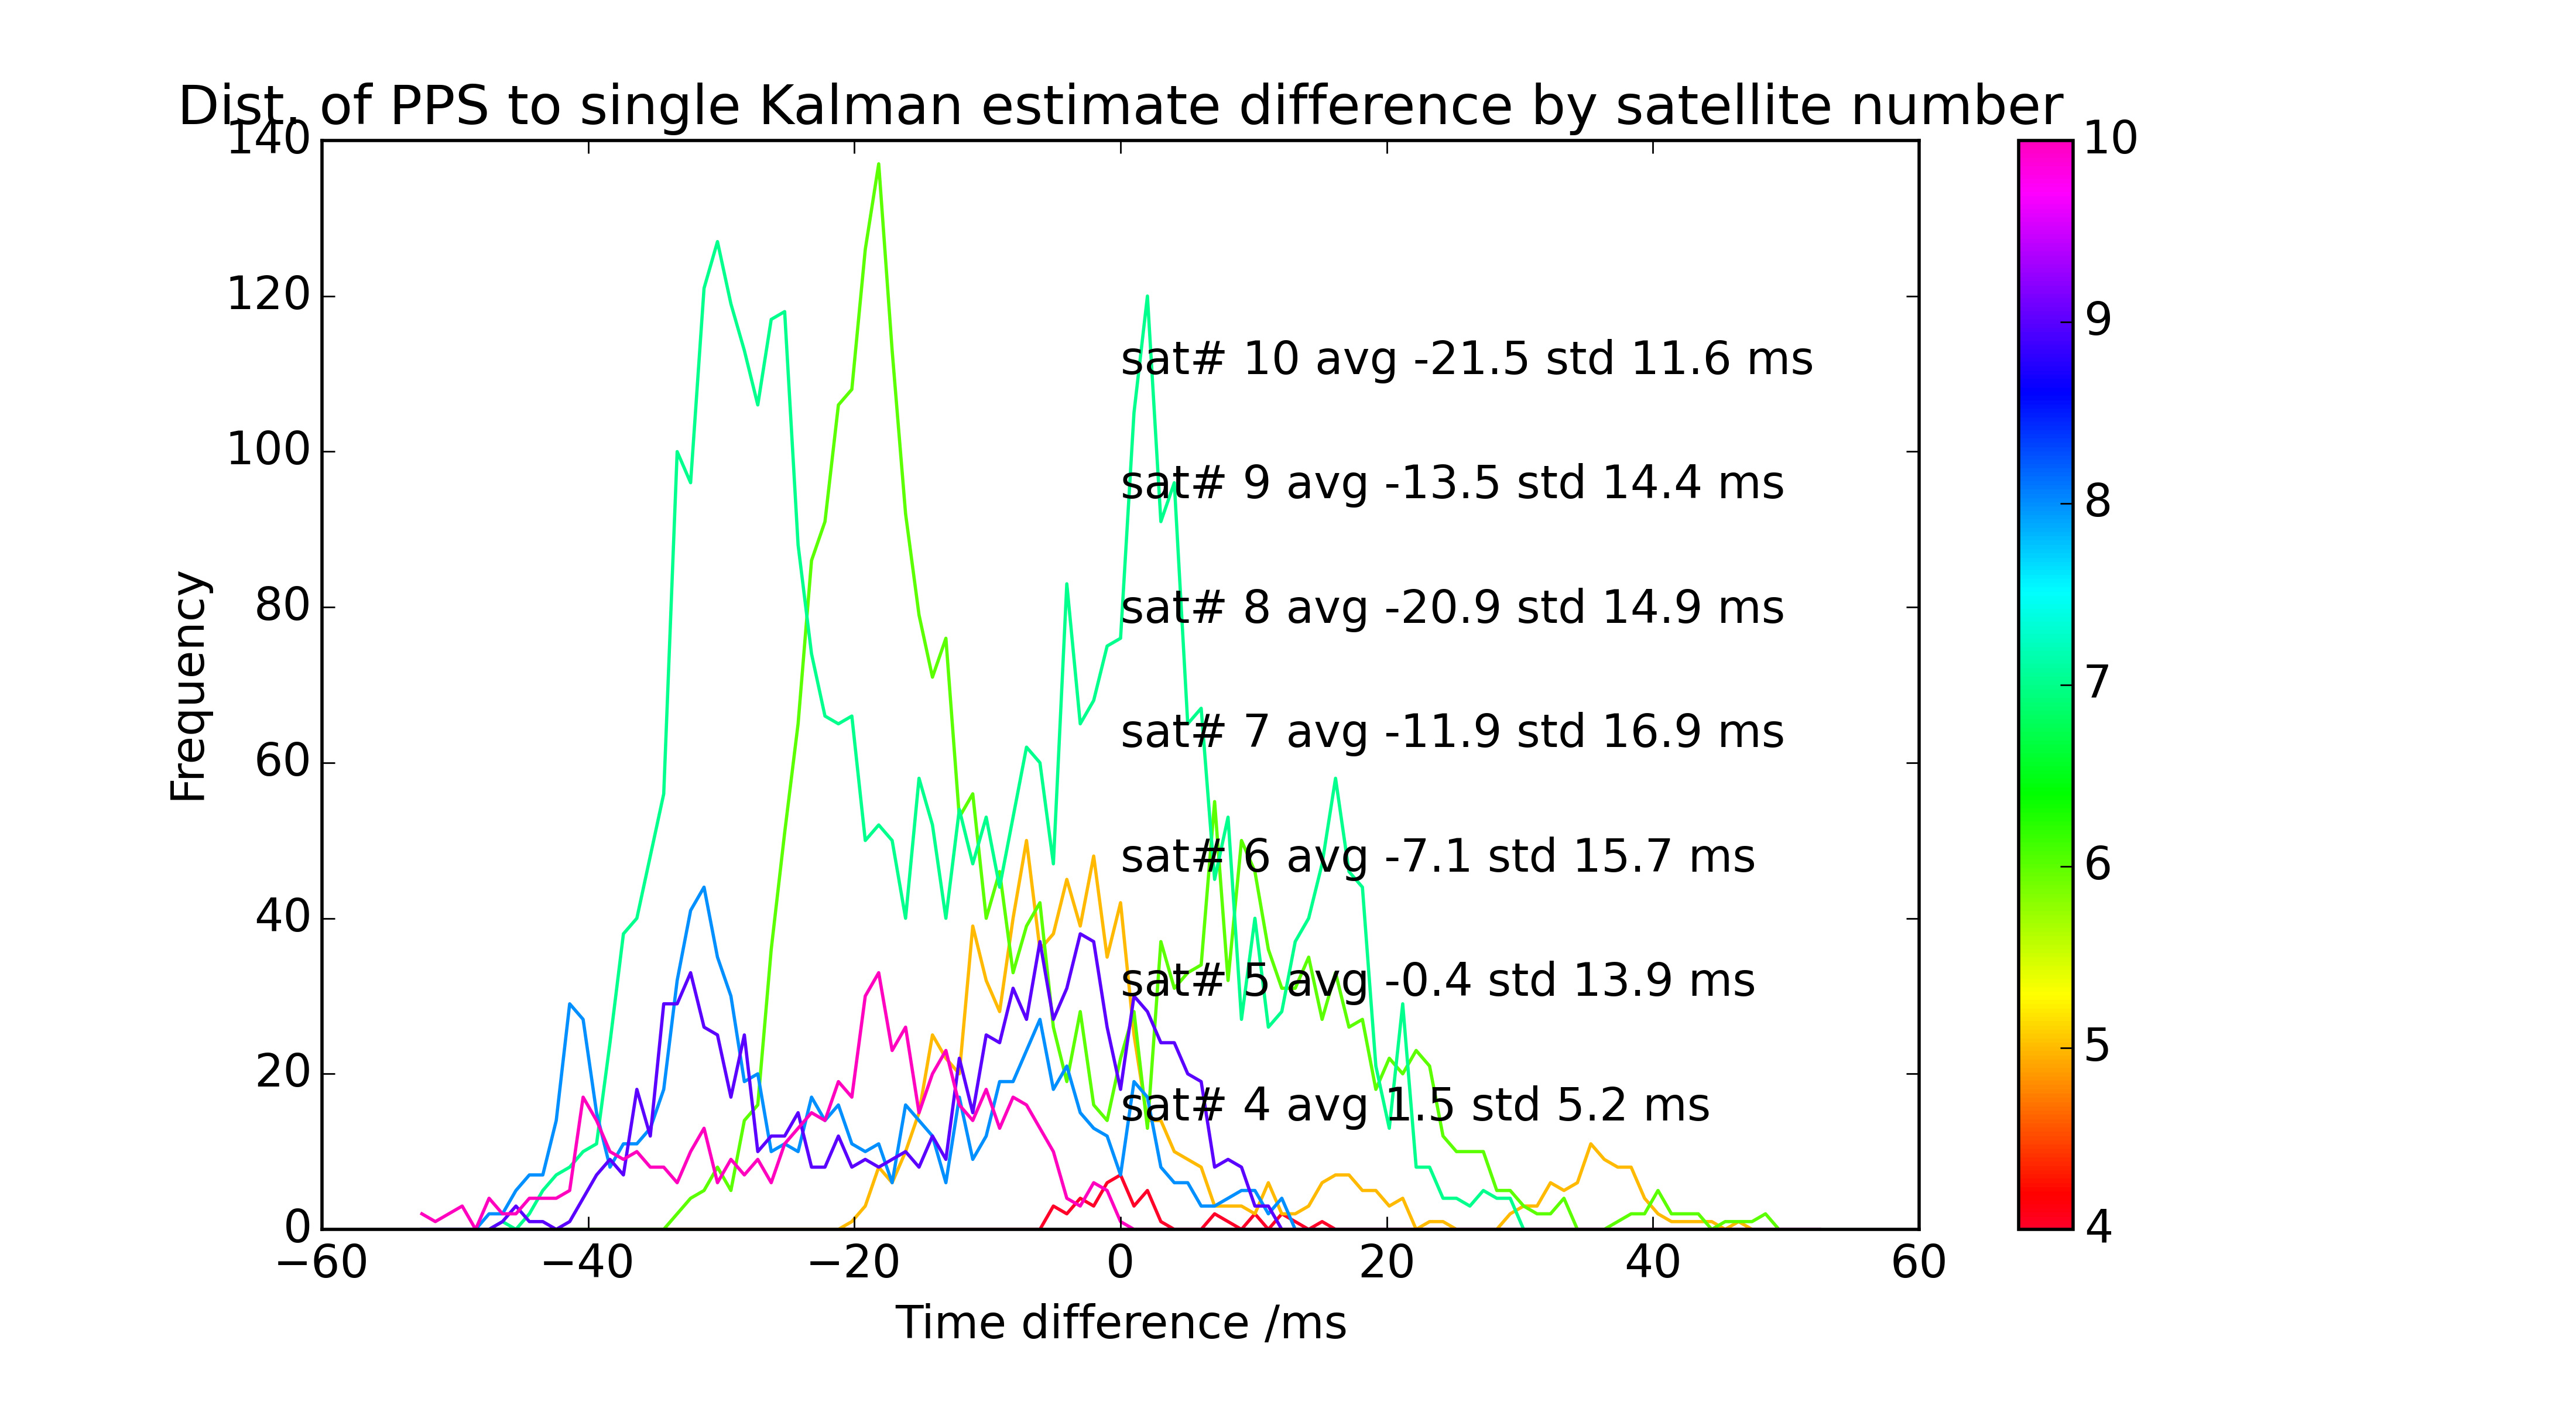 Dist. of PPS to single Kalman estimate difference by satellite number
140
120
100
80
60
40
20
0
Frequency
−60
−40
−20
0
20
40
60
Time difference /ms
sat# 10 avg -21.5 std 11.6 ms
sat# 9 avg -13.5 std 14.4 ms
sat# 8 avg -20.9 std 14.9 ms
sat# 7 avg -11.9 std 16.9 ms
sat# 6 avg -7.1 std 15.7 ms
sat# 5 avg -0.4 std 13.9 ms
sat# 4 avg 1.5 std 5.2 ms
10
9
8
7
6
5
4